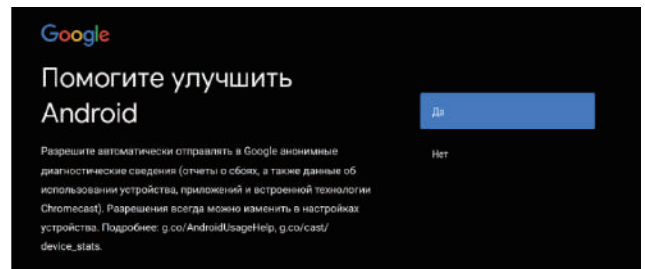 Google
Помогите улучшить
Android
Разрешите автоматически отправлять в Google анонимные
диагностические сведения (отчеты о сбоях, а также данные об
использовании устройства, приложений и встроенной технологии
Chromecast). Разрешения всегда можно изменить в настройках
устройства. Подробнее: g.co/AndroidUsageHelp, g.co/cast/
device_stats.
Да
Нет